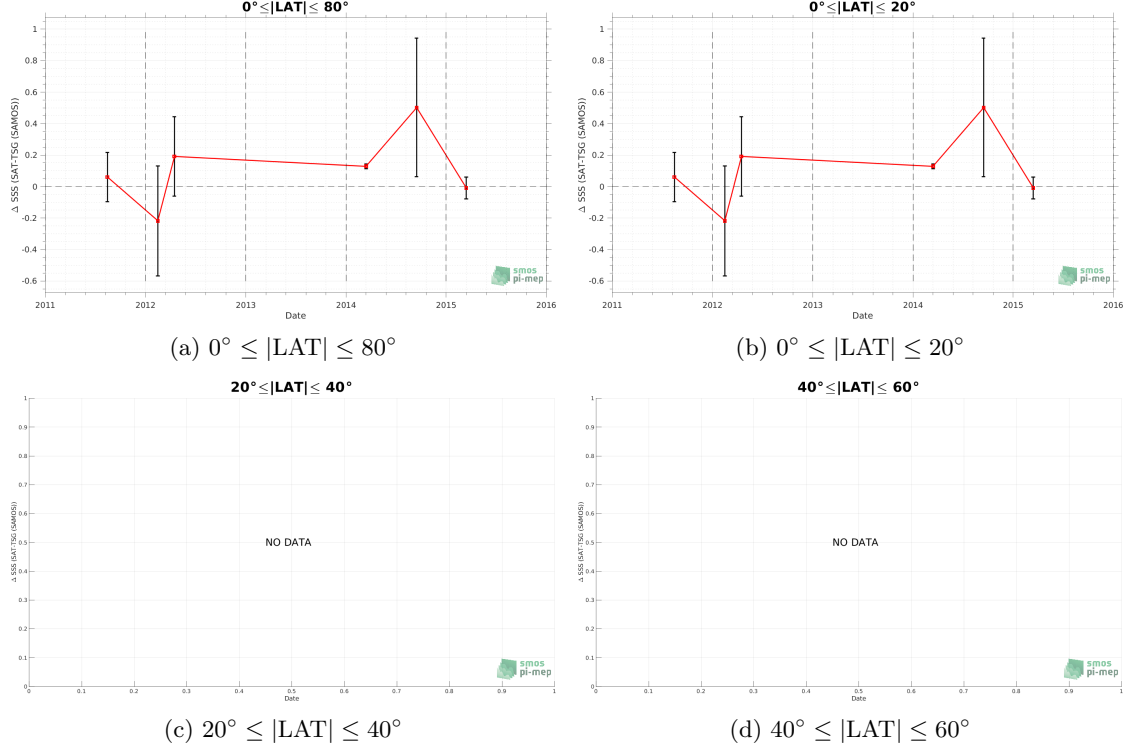 0°≤|LAT|≤ 80°
Δ SSS (SAT-TSG (SAMOS))
1
0.8
0.6
0.4
0.2
0
-0.2
-0.4
-0.6
2011 2012 2013 2014 2015 2016
Date
smos
pi-mep
(a) 0° ≤ |LAT| ≤ 80°
0°≤|LAT|≤ 20°
Δ SSS (SAT-TSG (SAMOS))
1
0.8
0.6
0.4
0.2
0
-0.2
-0.4
-0.6
2011 2012 2013 2014 2015 2016
Date
smos
pi-mep
(b) 0° ≤ |LAT| ≤ 20°
20°≤|LAT|≤ 40°
Δ SSS (SAT-TSG (SAMOS))
1
0.9
0.8
0.7
0.6
0.5
0.4
0.3
0.2
0.1
0
NO DATA
0 0.1 0.2 0.3 0.4 0.5 0.6 0.7 0.8 0.9 1
Date
smos
pi-mep
(c) 20° ≤ |LAT| ≤ 40°
40°≤|LAT|≤ 60°
Δ SSS (SAT-TSG (SAMOS))
1
0.9
0.8
0.7
0.6
0.5
0.4
0.3
0.2
0.1
0
NO DATA
0 0.1 0.2 0.3 0.4 0.5 0.6 0.7 0.8 0.9 1
Date
smos
pi-mep
(d) 40° ≤ |LAT| ≤ 60°